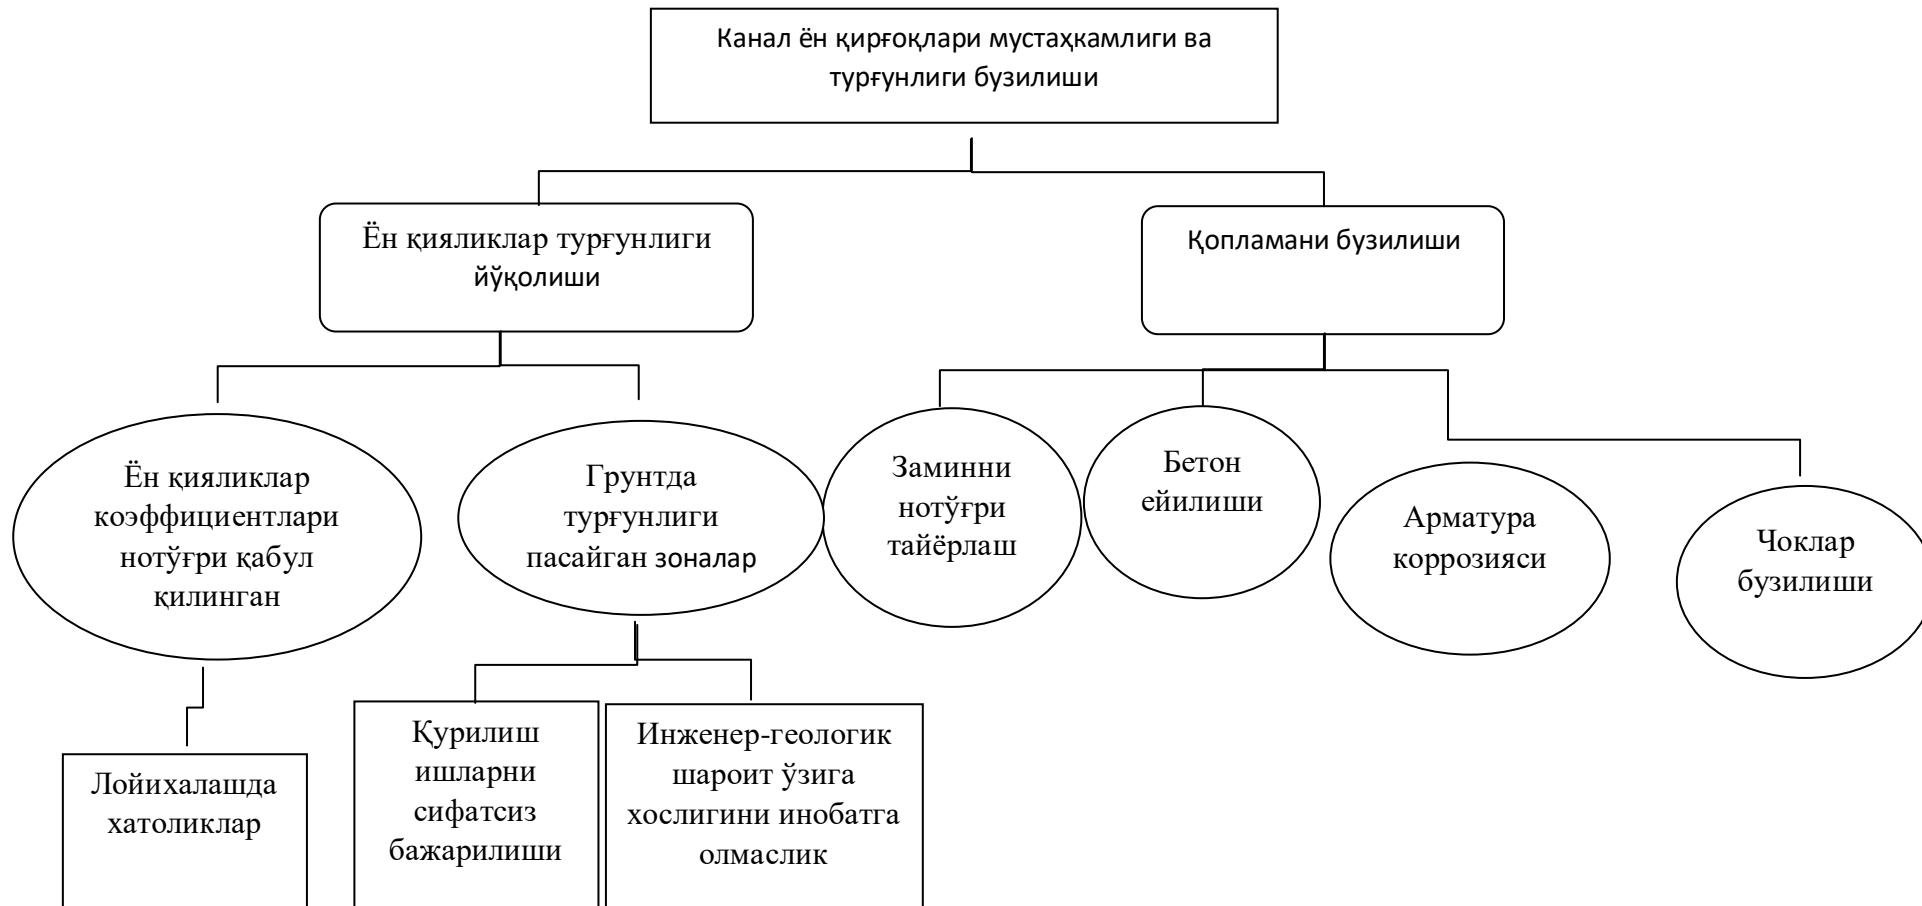 Канал ён қирғоқлари мустаҳкамлиги ва
турғунлиги бузилиши
Ён қияликлар турғунлиги
йўқолиши
Қопламани бузилиши
Ён қияликлар
коэффициентлари
нотўғри қабул
қилинган
Грунтда
турғунлиги
пасайган зоналар
Заминни
нотўғри
тайёрлаш
Бетон
ейилиши
Арматура
коррозияси
Чоклар
бузилиши
Лойихалашда
хатоликлар
Қурилиш
ишларни
сифатсиз
бажарилиши
Инженер-геологик
шароит ўзига
хослигини инобатга
олмаслик